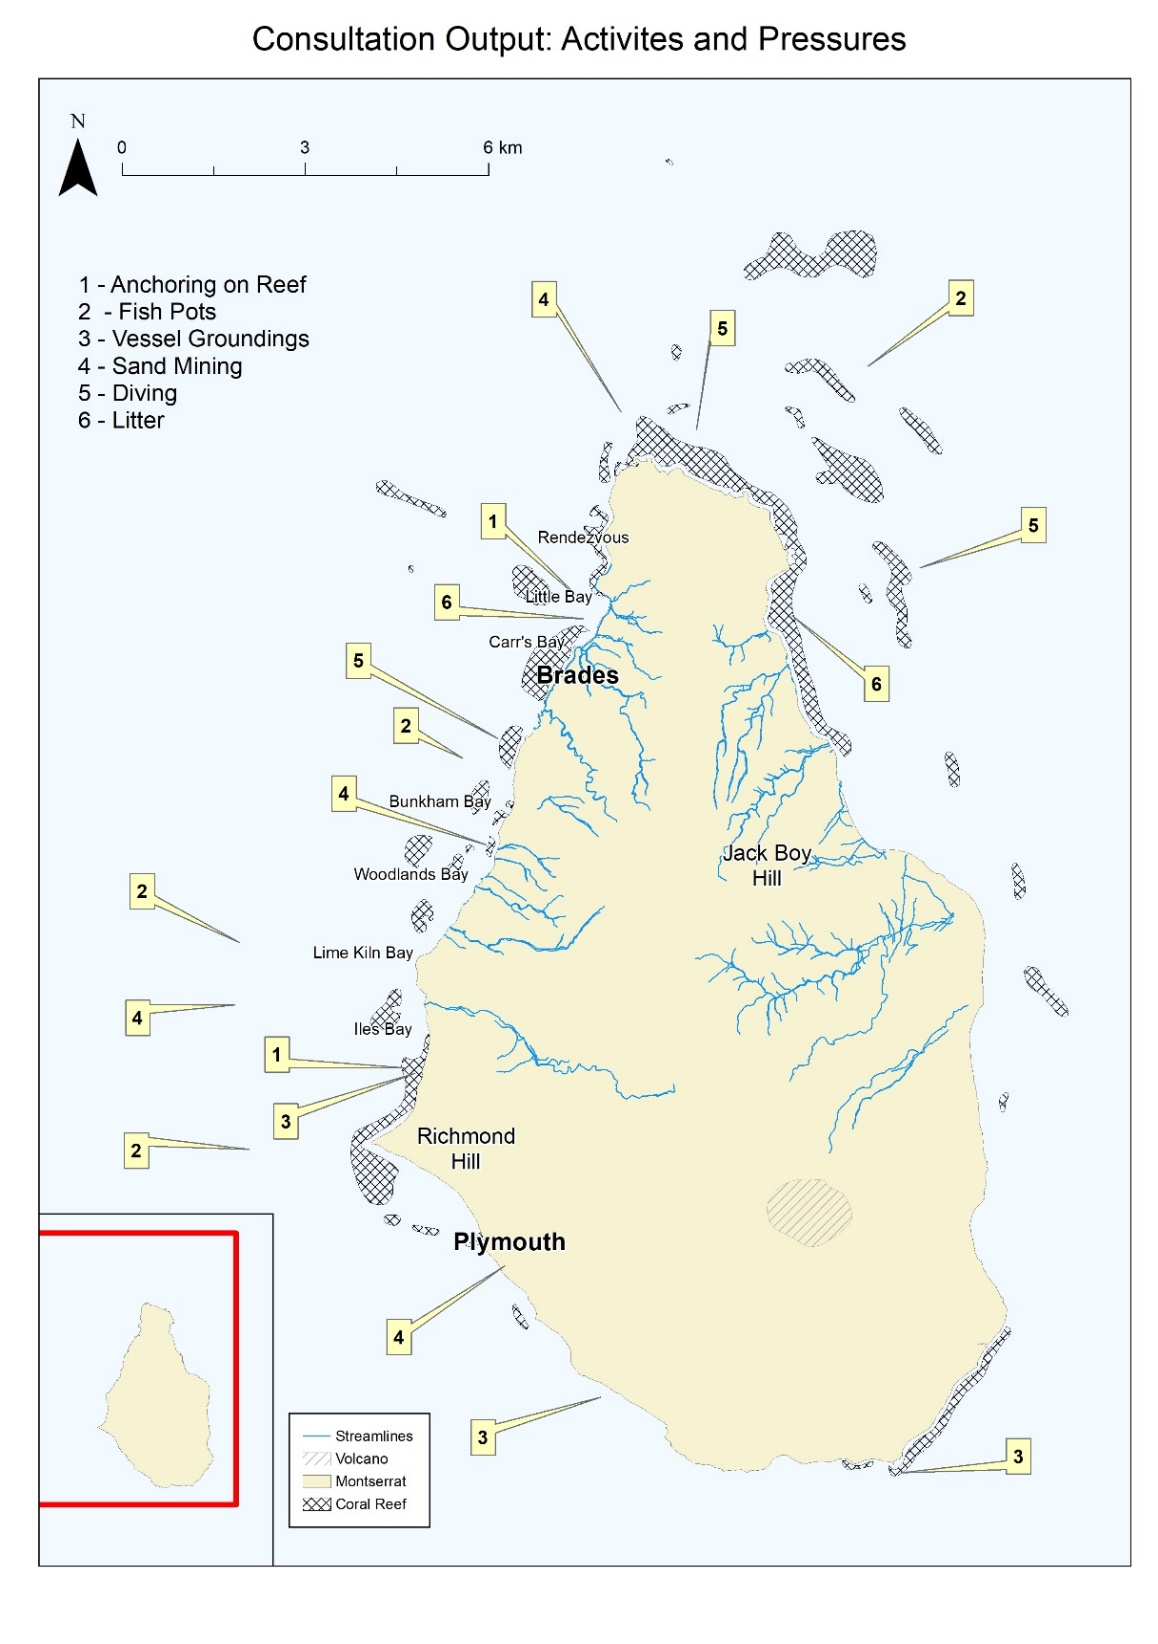 Consultation Output: Activites and Pressures
N
0 3 6 km
1 - Anchoring on Reef
2 - Fish Pots
3 - Vessel Groundings
4 - Sand Mining
5 - Diving
6 - Litter
4
2
5
1
Rendezvous
5
Little Bay
6
Carr's Bay
5
Brades
6
2
4
Bunkham Bay
Jack Boy
Hill
Woodlands Bay
2
Lime Kiln Bay
4
Iles Bay
1
3
Richmond
Hill
2
Plymouth
4
3
3
Streamlines
Volcano
Montserrat
Coral Reef